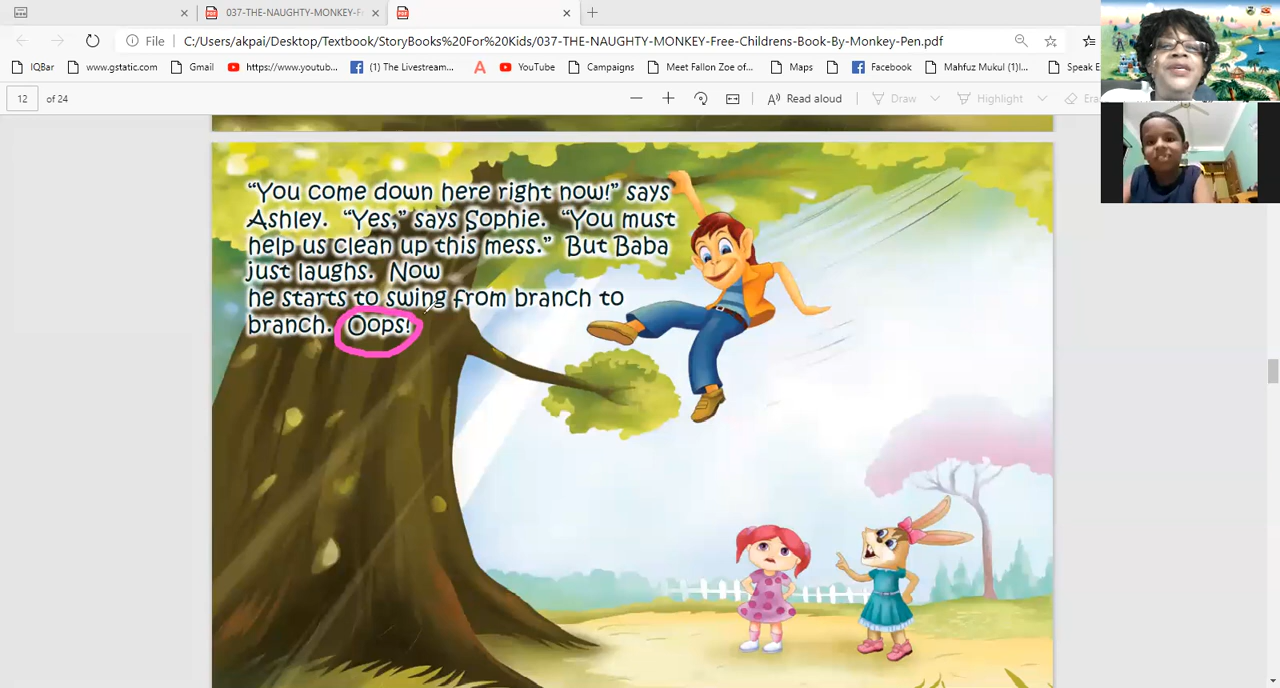 037-THE-NAUGHTY-MONKEY-F
File C:/Users/akpai/Desktop/Textbook/StoryBooks%20For%20Kids/037-THE-NAUGHTY-MONKEY-Free-Childrens-Book-By-Monkey-Pen.pdf
IQBar www.gstatic.com Gmail https://www.youtub... (1) The Livestream... YouTube Campaigns Meet Fallon Zoe of... Maps Facebook Mahfuz Mukul (1)l... Speak E
12 of 24 Read aloud Draw Highlight Era
“You come down here right now!” says
Ashley. “Yes,” says Sophie. “You must
help us clean up this mess.” But Baba
just laughs. Now
he starts to swing from branch to
branch. Oops!